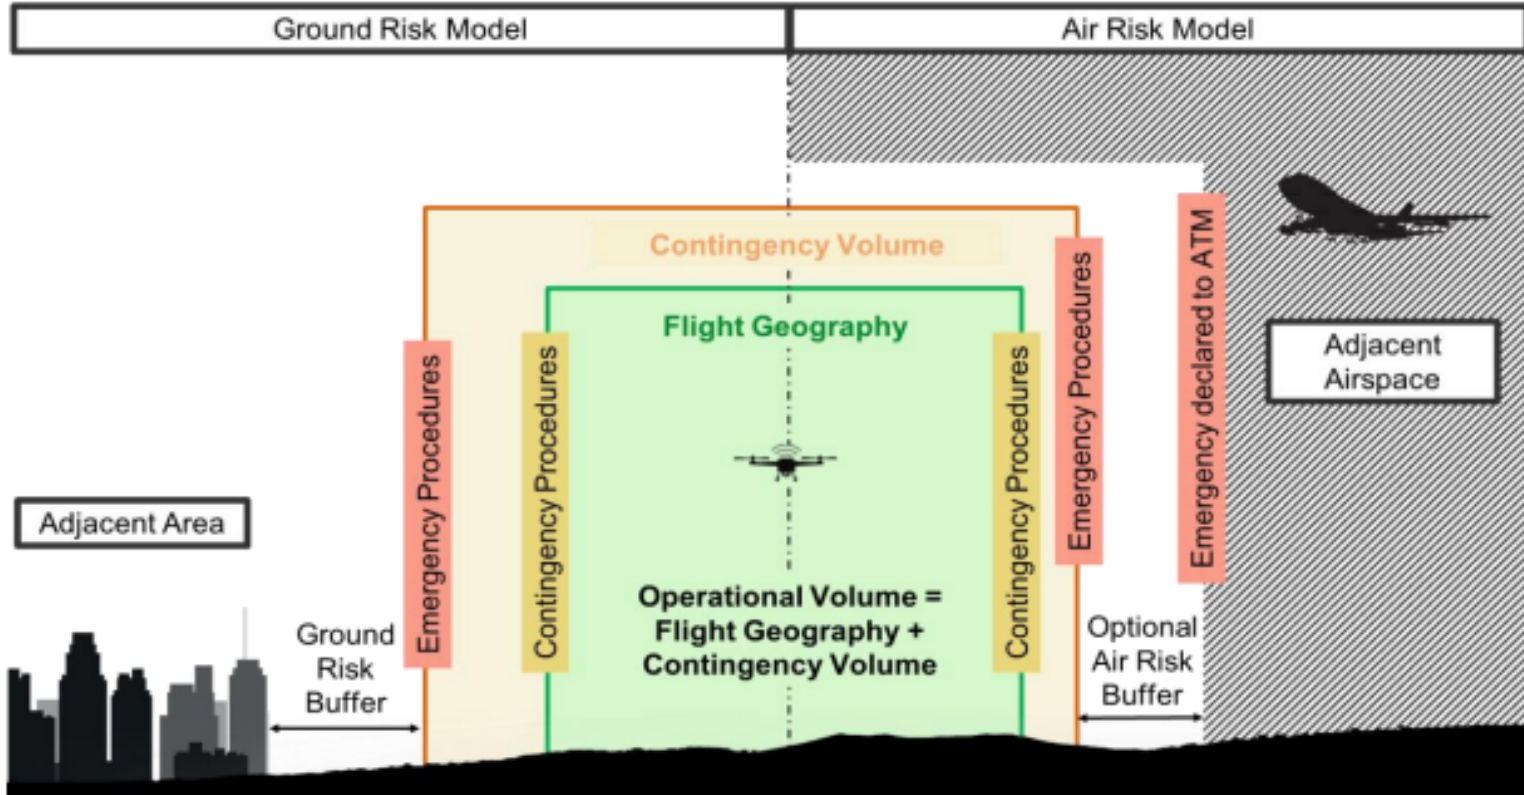 Ground Risk Model
Air Risk Model
Contingency Volume
Flight Geography
Emergency Procedures
Contingency Procedures
Contingency Procedures
Emergency Procedures
Emergency declared to ATM
Adjacent
Airspace
Adjacent Area
Operational Volume =
Flight Geography +
Contingency Volume
Ground
Risk
Buffer
Optional
Air Risk
Buffer